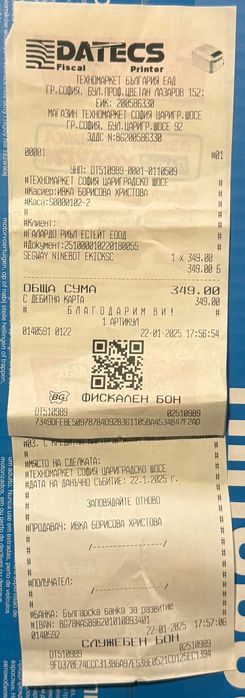 DATECS
Fiscal Printer
ТЕХНОМАРКЕТ БЪЛГАРИЯ ЕАД
ГР.СОФИЯ, БУЛ.ПРОФ.ЦВЕТАН ЛАЗАРОВ 152;
ЕИК: 200586330
МАГАЗИН ТЕХНОМАРКЕТ СОФИЯ ЦАРИГР.ШОСЕ
ГР.СОФИЯ, БУЛ.ЦАРИГР.ШОСЕ 92
ЗДДС N:BG200586330
00001 #01
УНП: DT510989-0001-0110509
#ТЕХНОМАРКЕТ СОФИЯ ЦАРИГРАДСКО ШОСЕ
#Касиер:ИВКА БОРИСОВА ХРИСТОВА
#Каса:S0000102-2
#Клиент:
#ГАЛАРДО РИЪЛ ЕСТЕЙТ ЕООД
#Документ:251000010220180055
SEGWAY NINEBOT EKICKSC 1 x 349.00
349.00 Б
ОБЩА СУМА 349.00
С ДЕБИТНА КАРТА 349.00
БЛАГОДАРИМ ВИ!
1 АРТИКУЛ
0140591 0122 22-01-2025 17:56:54
BG ФИСКАЛЕН БОН
DT510989 02510989
#МЯСТО НА СДЕЛКАТА:
#ТЕХНОМАРКЕТ СОФИЯ ЦАРИГРАДСКО ШОСЕ
#ДАТА НА ДАНЪЧНО СЪБИТИЕ: 22.1.2025 г.
ЗАПОВЯДАЙТЕ ОТНОВО
#ПРОДАВАЧ: ИВКА БОРИСОВА ХРИСТОВА
/--------------/
#ПОЛУЧАТЕЛ:
/--------------/
#БАНКА: Българска банка за развитие
#IBAN: BG78NASB96201010893401
0140592 22-01-2025 17:57:06
СЛУЖЕБЕН БОН
DT510989 02510989